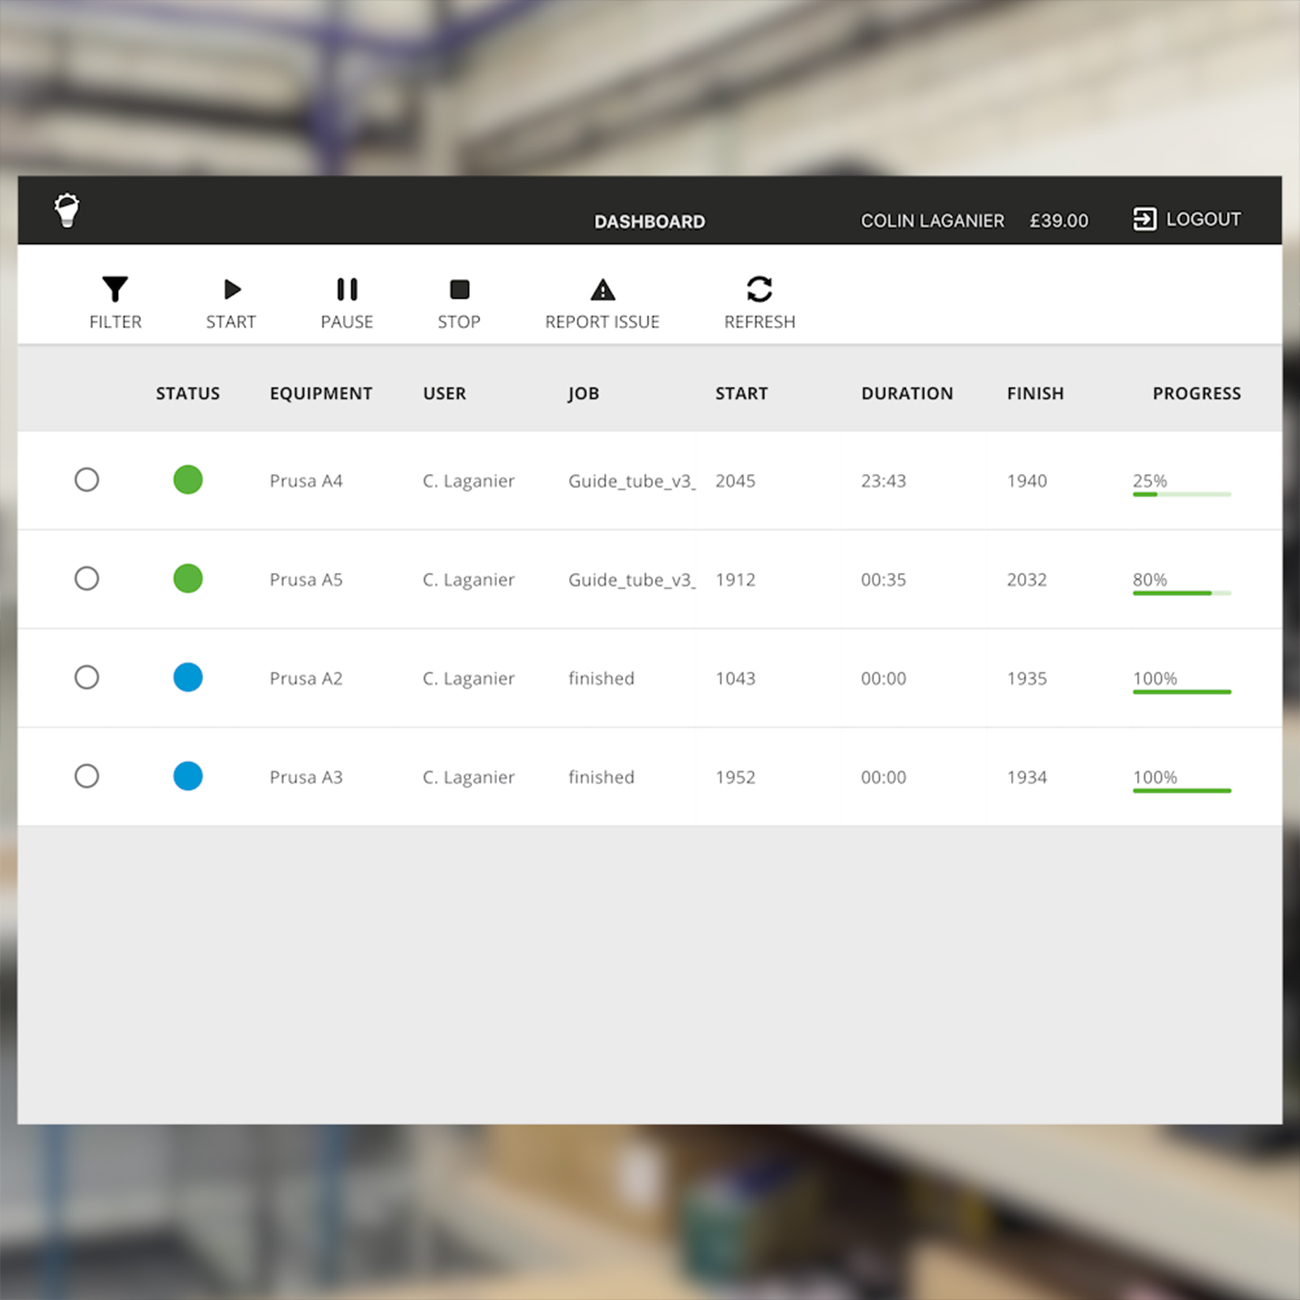 DASHBOARD COLIN LAGANIER £39.00 LOGOUT
FILTER START PAUSE STOP REPORT ISSUE REFRESH
STATUS EQUIPMENT USER JOB START DURATION FINISH PROGRESS
Prusa A4 C. Laganier Guide_tube_v3_ 2045 23:43 1940 25%
Prusa A5 C. Laganier Guide_tube_v3_ 1912 00:35 2032 80%
Prusa A2 C. Laganier finished 1043 00:00 1935 100%
Prusa A3 C. Laganier finished 1952 00:00 1934 100%